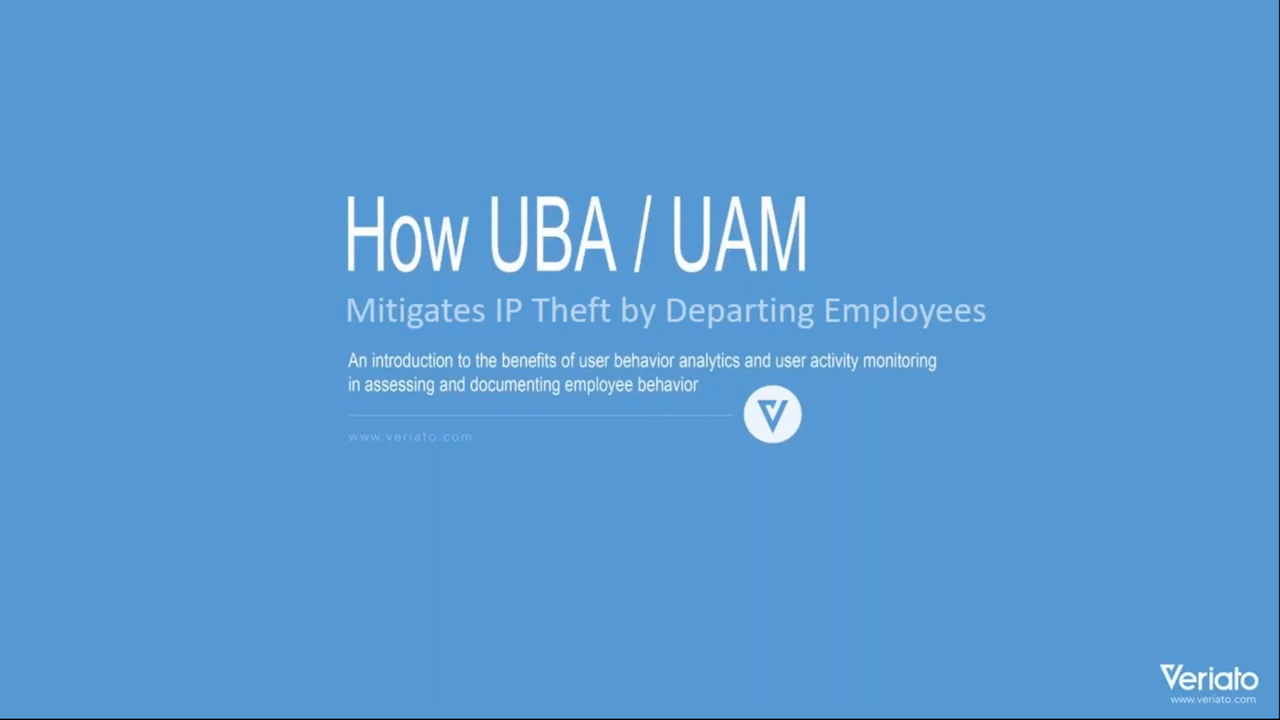 How UBA / UAM
Mitigates IP Theft by Departing Employees
An introduction to the benefits of user behavior analytics and user activity monitoring
in assessing and documenting employee behavior
www.veriato.com
Veriato
www.veriato.com